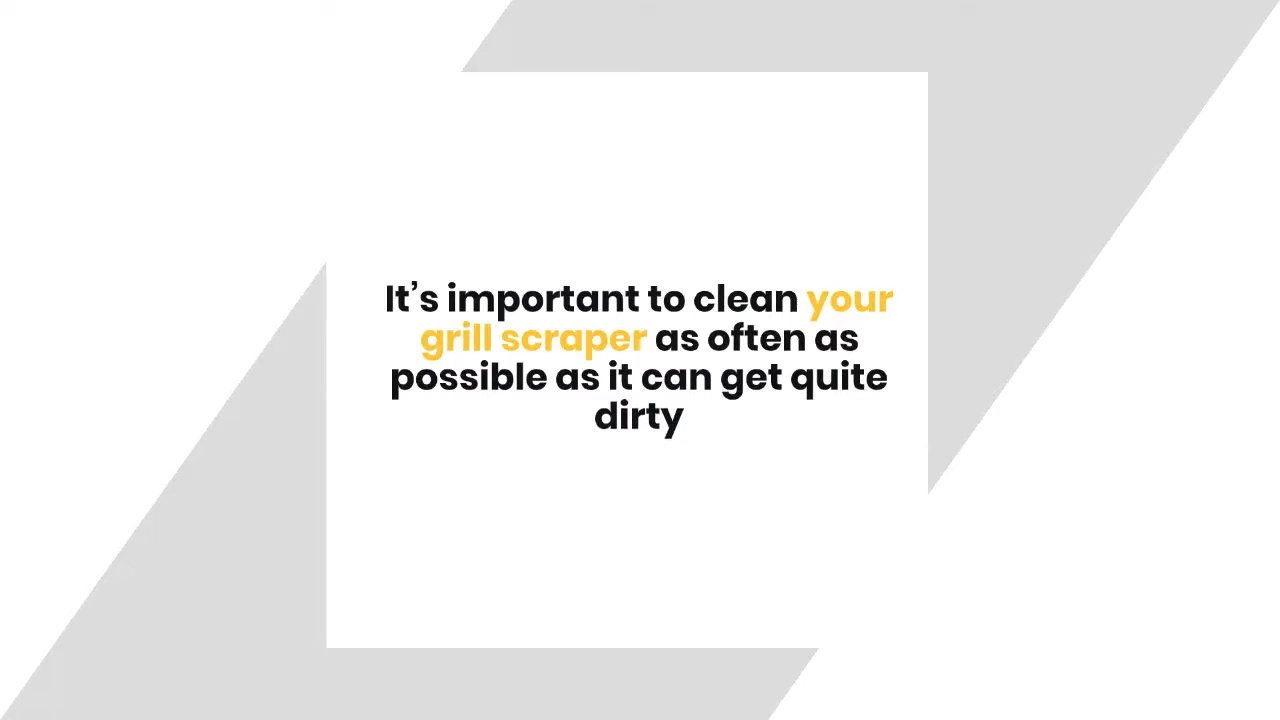 It’s important to clean your
grill scraper as often as
possible as it can get quite
dirty